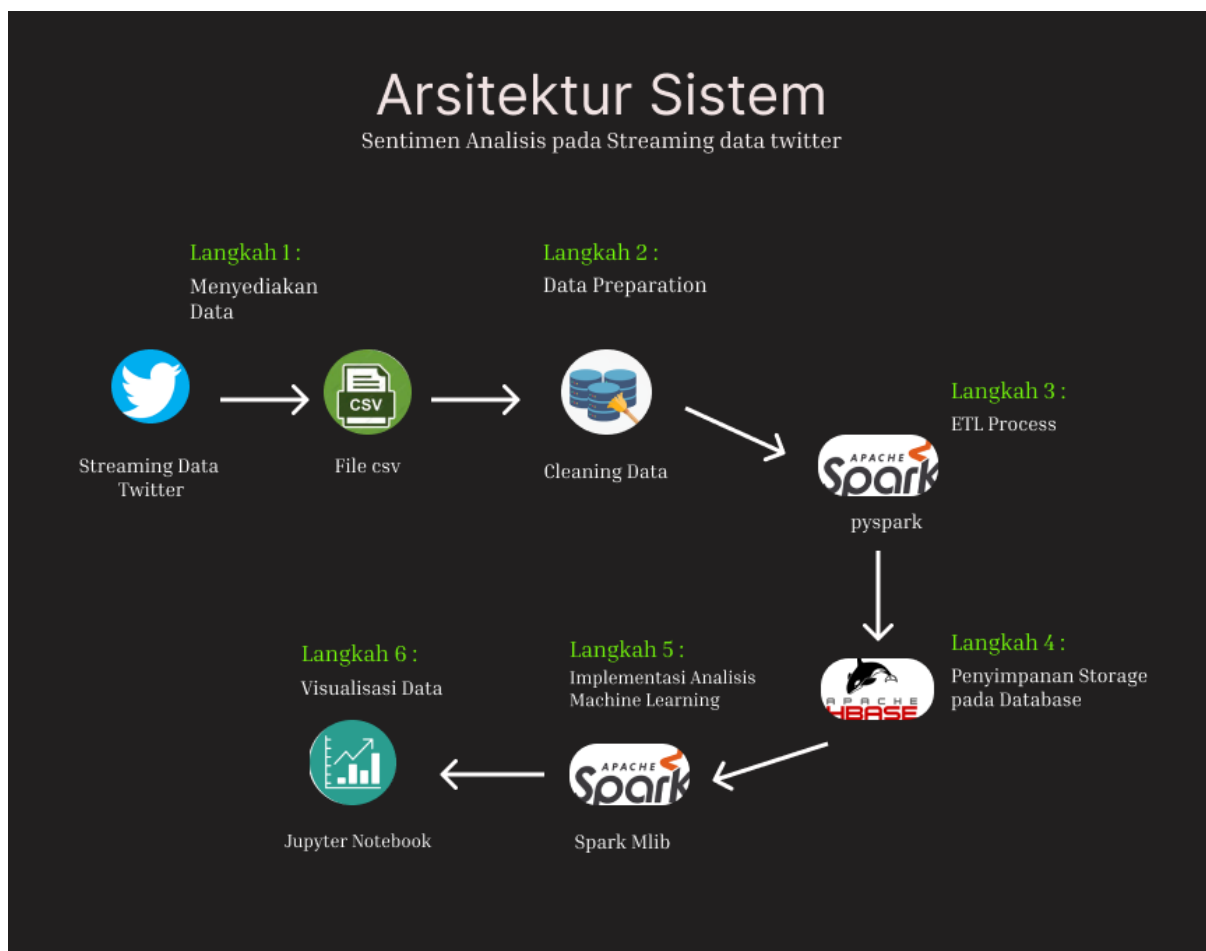 Arsitektur Sistem
Sentimen Analisis pada Streaming data twitter
Langkah 1 :
Menyediakan
Data
Langkah 2 :
Data Preparation
CSV
Streaming Data
Twitter
File csv
Cleaning Data
Langkah 3 :
ETL Process
APACHE
Spark
pyspark
Langkah 4 :
Penyimpanan Storage
pada Database
APACHE
HBASE
Langkah 5 :
Implementasi Analisis
Machine Learning
APACHE
Spark
Spark Mlib
Langkah 6 :
Visualisasi Data
Jupyter Notebook